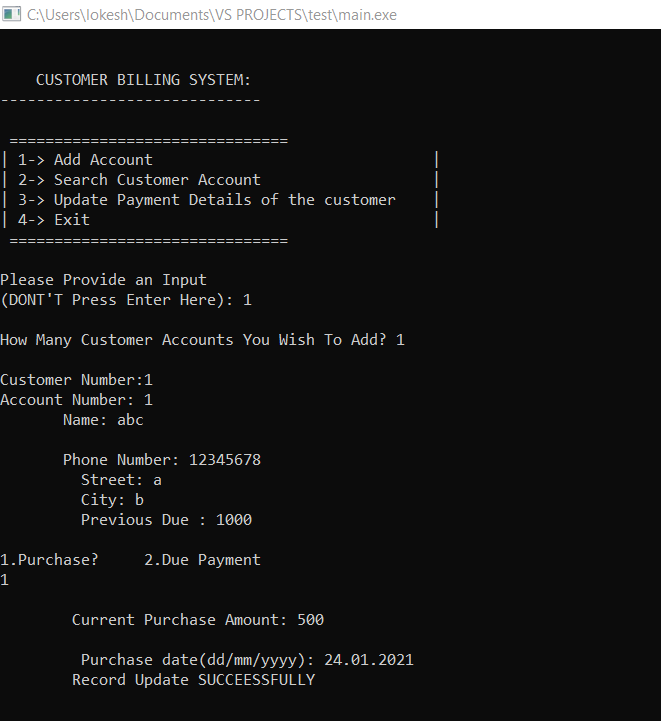 C:\Users\lokesh\Documents\VS PROJECTS\test\main.exe
CUSTOMER BILLING SYSTEM:
-----------------------------
===============================
| 1-> Add Account |
| 2-> Search Customer Account |
| 3-> Update Payment Details of the customer |
| 4-> Exit |
===============================
Please Provide an Input
(DONT'T Press Enter Here): 1
How Many Customer Accounts You Wish To Add? 1
Customer Number:1
Account Number: 1
Name: abc
Phone Number: 12345678
Street: a
City: b
Previous Due : 1000
1.Purchase? 2.Due Payment
1
Current Purchase Amount: 500
Purchase date(dd/mm/yyyy): 24.01.2021
Record Update SUCCEESSFULLY